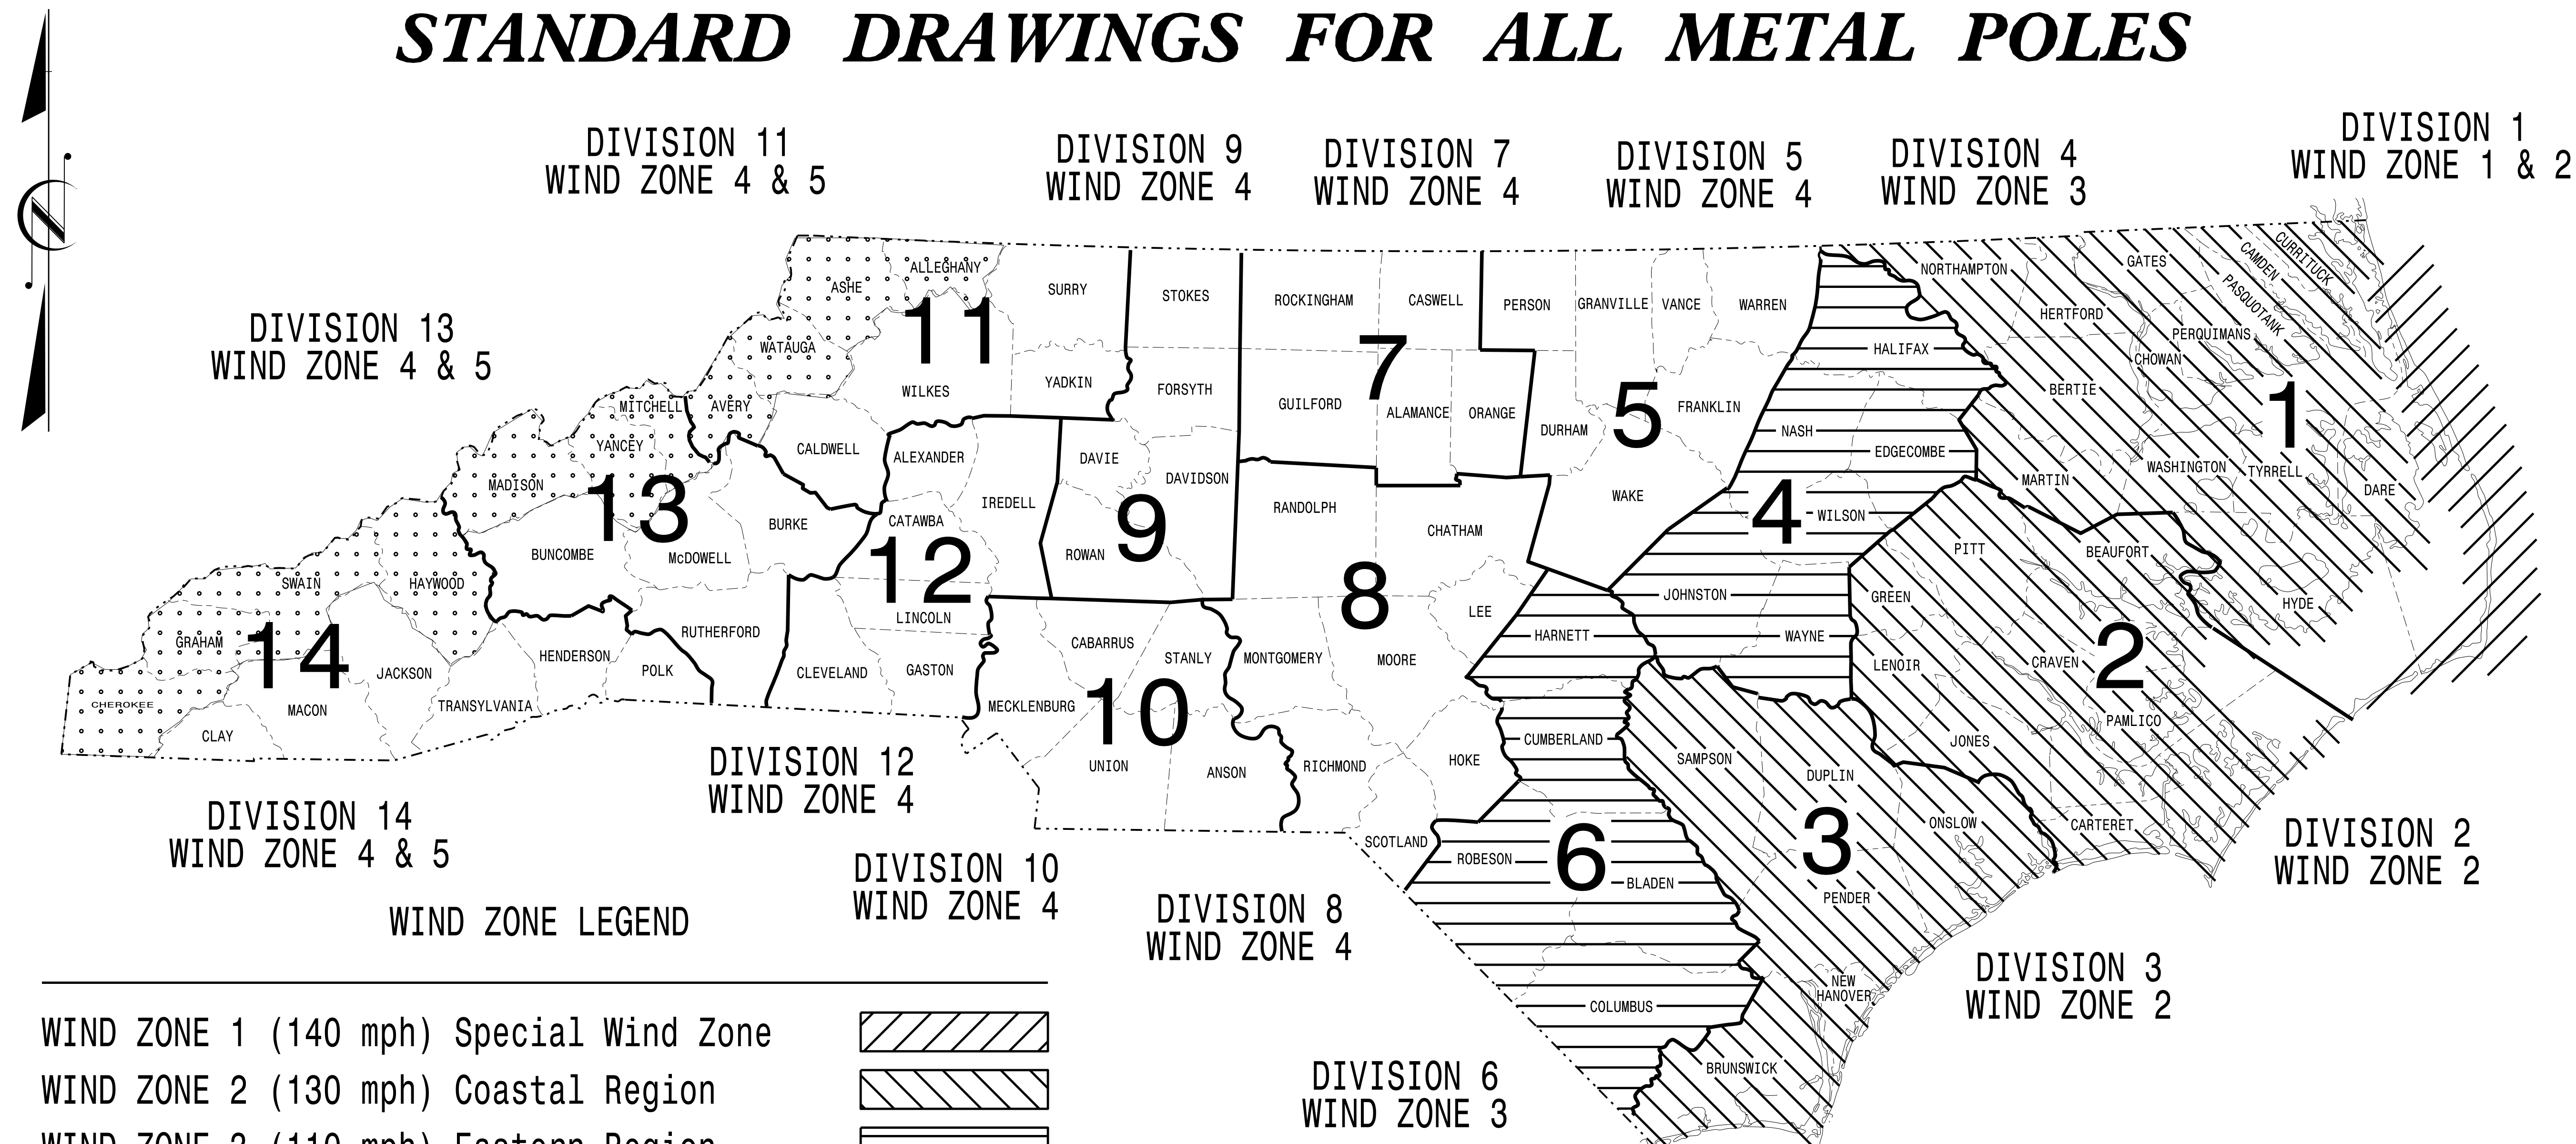 STANDARD DRAWINGS FOR ALL METAL POLES
DIVISION 11
WIND ZONE 4 & 5
DIVISION 9
WIND ZONE 4
DIVISION 7
WIND ZONE 4
DIVISION 5
WIND ZONE 4
DIVISION 4
WIND ZONE 3
DIVISION 1
WIND ZONE 1 & 2
DIVISION 13
WIND ZONE 4 & 5
N
ASHE
ALLEGHANY
SURRY
STOKES
ROCKINGHAM
CASWELL
PERSON
GRANVILLE
VANCE
WARREN
NORTHAMPTON
GATES
CAMDEN
CURRITUCK
PASQUOTANK
HERTFORD
PERQUIMANS
CHOWAN
HALIFAX
WATAUGA
11
WILKES
YADKIN
FORSYTH
GUILFORD
7
ALAMANCE
ORANGE
DURHAM
5
FRANKLIN
NASH
EDGECOMBE
BERTIE
1
MITCHELL
AVERY
YANCEY
CALDWELL
ALEXANDER
DAVIE
DAVIDSON
IREDELL
MADISON
13
BURKE
CATAWBA
9
RANDOLPH
CHATHAM
WAKE
4
WILSON
MARTIN
WASHINGTON
TYRRELL
DARE
BUNCOMBE
McDOWELL
12
ROWAN
PITT
BEAUFORT
SWAIN
HAYWOOD
LINCOLN
8
LEE
JOHNSTON
GREEN
HYDE
GRAHAM
14
RUTHERFORD
HENDERSON
POLK
CLEVELAND
GASTON
CABARRUS
STANLY
MONTGOMERY
MOORE
HARNETT
WAYNE
LENOIR
CRAVEN
2
JACKSON
CHEROKEE
MACON
TRANSYLVANIA
MECKLENBURG
10
PAMLICO
CLAY
UNION
ANSON
RICHMOND
HOKE
CUMBERLAND
SAMPSON
DUPLIN
JONES
DIVISION 12
WIND ZONE 4
DIVISION 14
WIND ZONE 4 & 5
SCOTLAND
ROBESON
6
BLADEN
3
ONSLOW
CARTERET
PENDER
DIVISION 2
WIND ZONE 2
DIVISION 10
WIND ZONE 4
DIVISION 8
WIND ZONE 4
NEW
HANOVER
COLUMBUS
BRUNSWICK
DIVISION 3
WIND ZONE 2
DIVISION 6
WIND ZONE 3
WIND ZONE LEGEND
WIND ZONE 1 (140 mph) Special Wind Zone
WIND ZONE 2 (130 mph) Coastal Region
WIND ZONE 3 (110 mph) Eastern Region